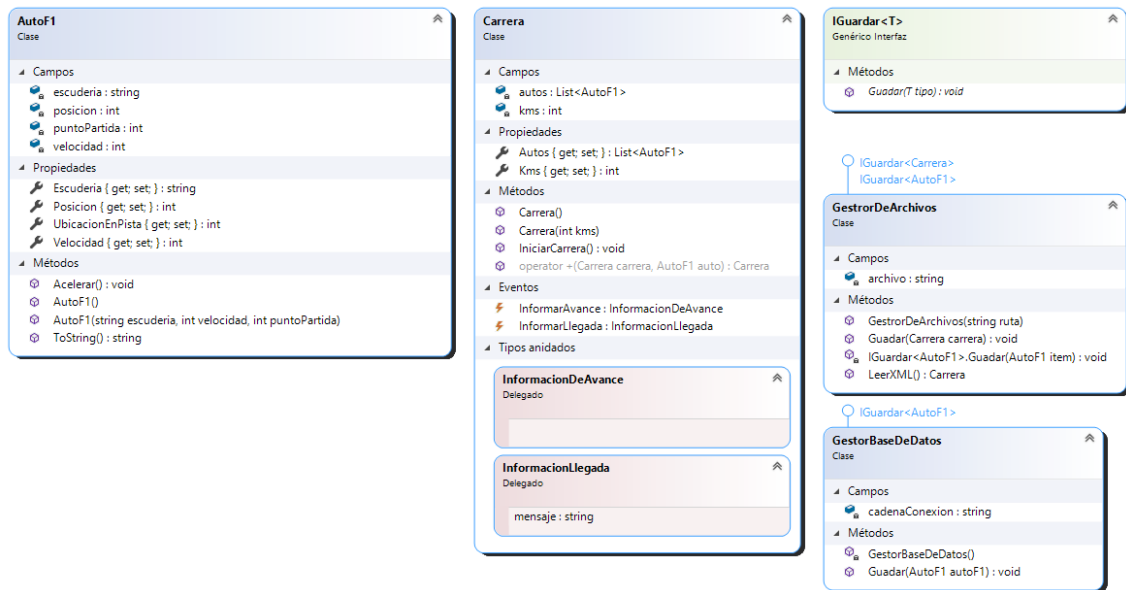 AutoF1
Clase
Campos
escuderia : string
posicion : int
puntoPartida : int
velocidad : int
Propiedades
Escuderia { get; set; } : string
Posicion { get; set; } : int
UbicacionEnPista { get; set; } : int
Velocidad { get; set; } : int
Métodos
Acelerar() : void
AutoF1()
AutoF1(string escuderia, int velocidad, int puntoPartida)
ToString() : string
Carrera
Clase
Campos
autos : List<AutoF1>
kms : int
Propiedades
Autos { get; set; } : List<AutoF1>
Kms { get; set; } : int
Métodos
Carrera()
Carrera(int kms)
IniciarCarrera() : void
operator +(Carrera carrera, AutoF1 auto) : Carrera
Eventos
InformarAvance : InformacionDeAvance
InformarLlegada : InformacionLlegada
Tipos anidados
InformacionDeAvance
Delegado
InformacionLlegada
Delegado
mensaje : string
IGuardar<T>
Genérico Interfaz
Métodos
Guadar(T tipo) : void
IGuardar<Carrera>
IGuardar<AutoF1>
GestrorDeArchivos
Clase
Campos
archivo : string
Métodos
GestrorDeArchivos(string ruta)
Guadar(Carrera carrera) : void
IGuardar<AutoF1>.Guadar(AutoF1 item) : void
LeerXML() : Carrera
IGuardar<AutoF1>
GestorBaseDeDatos
Clase
Campos
cadenaConexion : string
Métodos
GestorBaseDeDatos()
Guadar(AutoF1 autoF1) : void